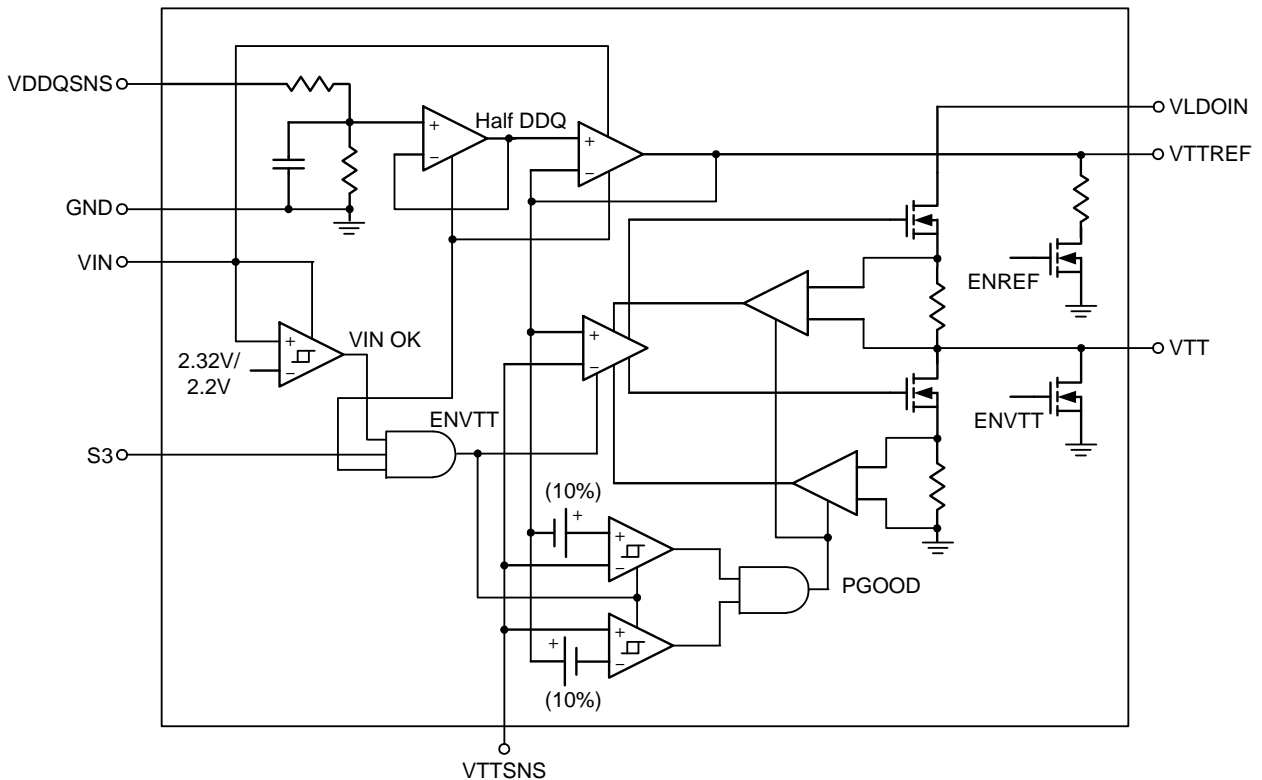 VDDQSNS
Half DDQ
VLDOIN
+
−
+
−
VTTREF
GND
VIN
ENREF
VIN OK
+
−
2.32V/
2.2V
+
−
VTT
ENVTT
ENVTT
S3
(10%)
+
+
−
PGOOD
+
+
−
(10%)
VTTSNS